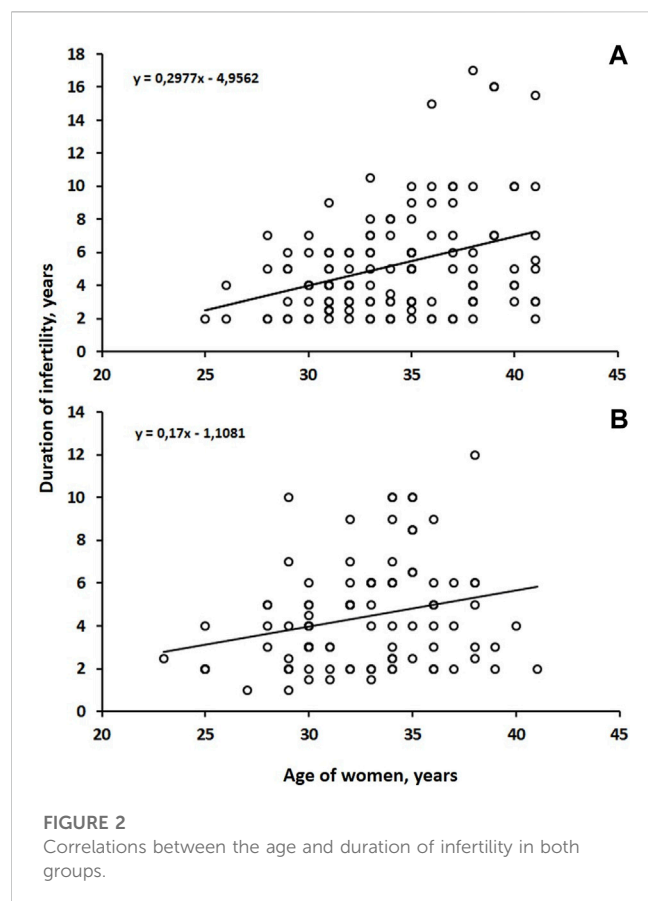 A
18
y = 0,2977x - 4,9562
16
14
12
10
8
6
4
2
0
20 25 30 35 40 45
Duration of infertility, years
B
14
y = 0,17x - 1,1081
12
10
8
6
4
2
0
20 25 30 35 40 45
Age of women, years
FIGURE 2
Correlations between the age and duration of infertility in both
groups.